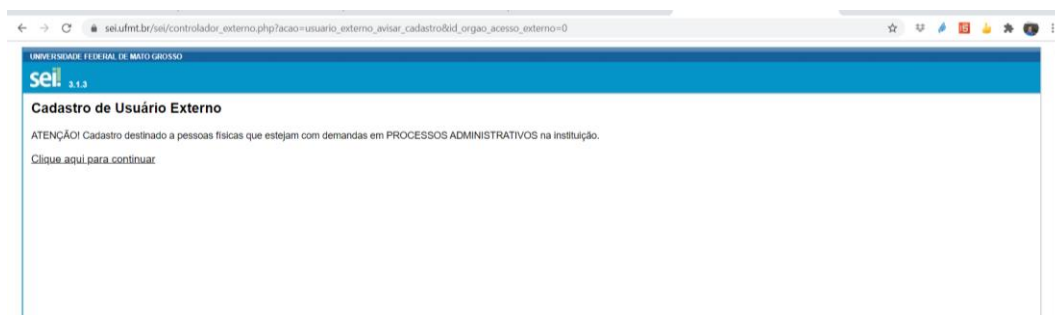 sei.ufmt.br/sei/controlador_externo.php?acao=usuario_externo_avisar_cadastro&id_orgao_acesso_externo=0
UNIVERSIDADE FEDERAL DE MATO GROSSO
sei! 3.1.3
Cadastro de Usuário Externo
ATENÇÃO! Cadastro destinado a pessoas físicas que estejam com demandas em PROCESSOS ADMINISTRATIVOS na instituição.
Clique aqui para continuar